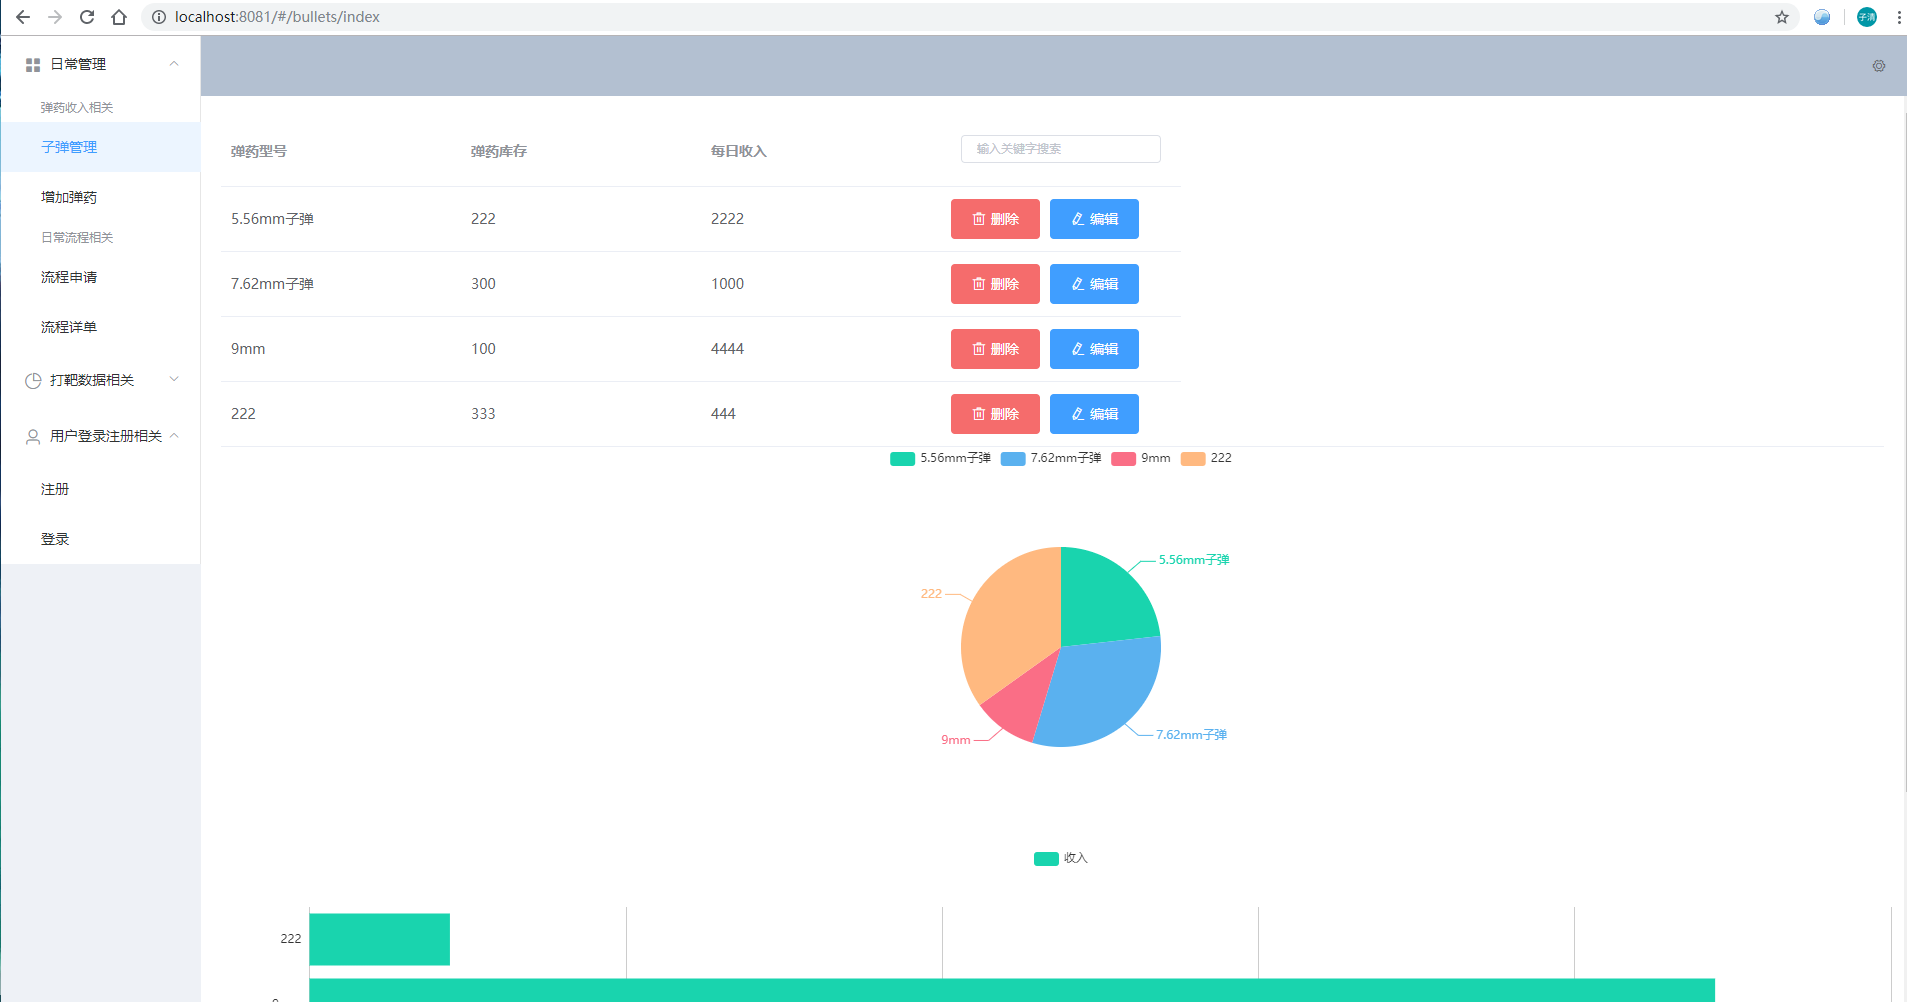 localhost:8081/#/bullets/index
子清
日常管理
弹药收入相关
子弹管理
增加弹药
日常流程相关
流程申请
流程详单
打靶数据相关
用户登录注册相关
注册
登录
弹药型号 弹药库存 每日收入 输入关键字搜索
5.56mm子弹 222 2222 删除 编辑
7.62mm子弹 300 1000 删除 编辑
9mm 100 4444 删除 编辑
222 333 444 删除 编辑
5.56mm子弹 7.62mm子弹 9mm 222
5.56mm子弹
222
7.62mm子弹
9mm
收入
222